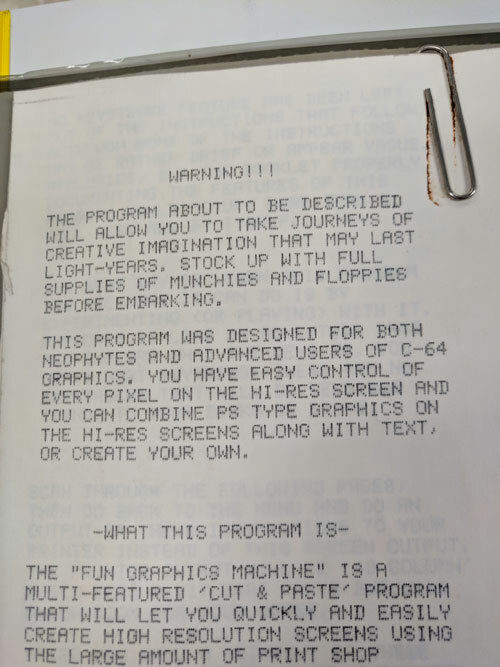 WARNING!!!
THE PROGRAM ABOUT TO BE DESCRIBED
WILL ALLOW YOU TO TAKE JOURNEYS OF
CREATIVE IMAGINATION THAT MAY LAST
LIGHT-YEARS. STOCK UP WITH FULL
SUPPLIES OF MUNCHIES AND FLOPPIES
BEFORE EMBARKING.
THIS PROGRAM WAS DESIGNED FOR BOTH
NEOPHYTES AND ADVANCED USERS OF C-64
GRAPHICS. YOU HAVE EASY CONTROL OF
EVERY PIXEL ON THE HI-RES SCREEN AND
YOU CAN COMBINE PS TYPE GRAPHICS ON
THE HI-RES SCREENS ALONG WITH TEXT,
OR CREATE YOUR OWN.
-WHAT THIS PROGRAM IS-
THE "FUN GRAPHICS MACHINE" IS A
MULTI-FEATURED 'CUT & PASTE' PROGRAM
THAT WILL LET YOU QUICKLY AND EASILY
CREATE HIGH RESOLUTION SCREENS USING
THE LARGE AMOUNT OF PRINT SHOP